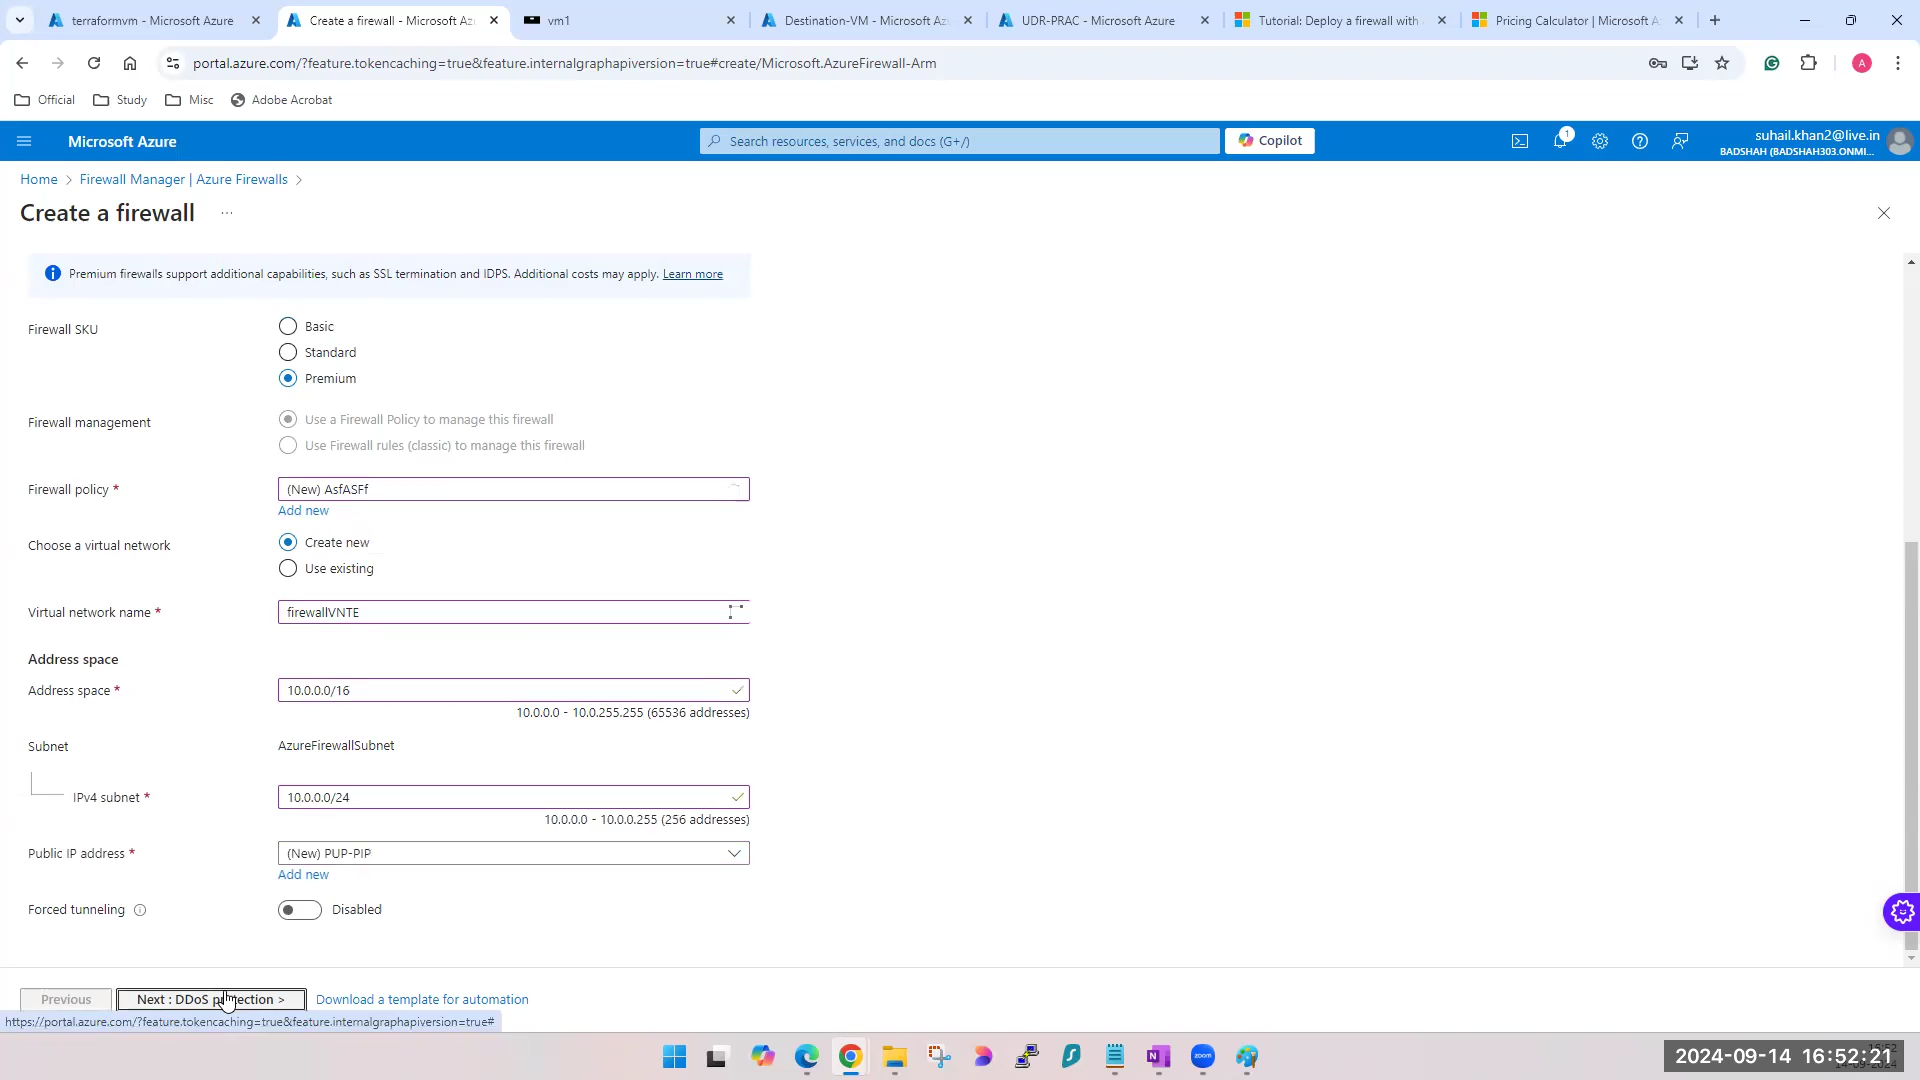 terraformvm - Microsoft Azure
Create a firewall - Microsoft Az
vm1
Destination-VM - Microsoft Az
UDR-PRAC - Microsoft Azure
Tutorial: Deploy a firewall with
Pricing Calculator | Microsoft A
portal.azure.com/?feature.tokencaching=true&feature.internalgraphapiversion=true#create/Microsoft.AzureFirewall-Arm
A
Official
Study
Misc
Adobe Acrobat
Microsoft Azure
Search resources, services, and docs (G+/)
Copilot
1
suhail.khan2@live.in
BADSHAH (BADSHAH303.ONMI...
Home > Firewall Manager | Azure Firewalls >
Create a firewall ...
Premium firewalls support additional capabilities, such as SSL termination and IDPS. Additional costs may apply. Learn more
Firewall SKU
Basic
Standard
Premium
Firewall management
Use a Firewall Policy to manage this firewall
Use Firewall rules (classic) to manage this firewall
Firewall policy *
(New) AsfASFf
Add new
Choose a virtual network
Create new
Use existing
Virtual network name *
firewallVNTE
Address space
Address space *
10.0.0.0/16
10.0.0.0 - 10.0.255.255 (65536 addresses)
Subnet
AzureFirewallSubnet
IPv4 subnet *
10.0.0.0/24
10.0.0.0 - 10.0.0.255 (256 addresses)
Public IP address *
(New) PUP-PIP
Add new
Forced tunneling
Disabled
Previous
Next : DDoS protection >
Download a template for automation
https://portal.azure.com/?feature.tokencaching=true&feature.internalgraphapiversion=true#
zoom
2024-09-14 16:52:21